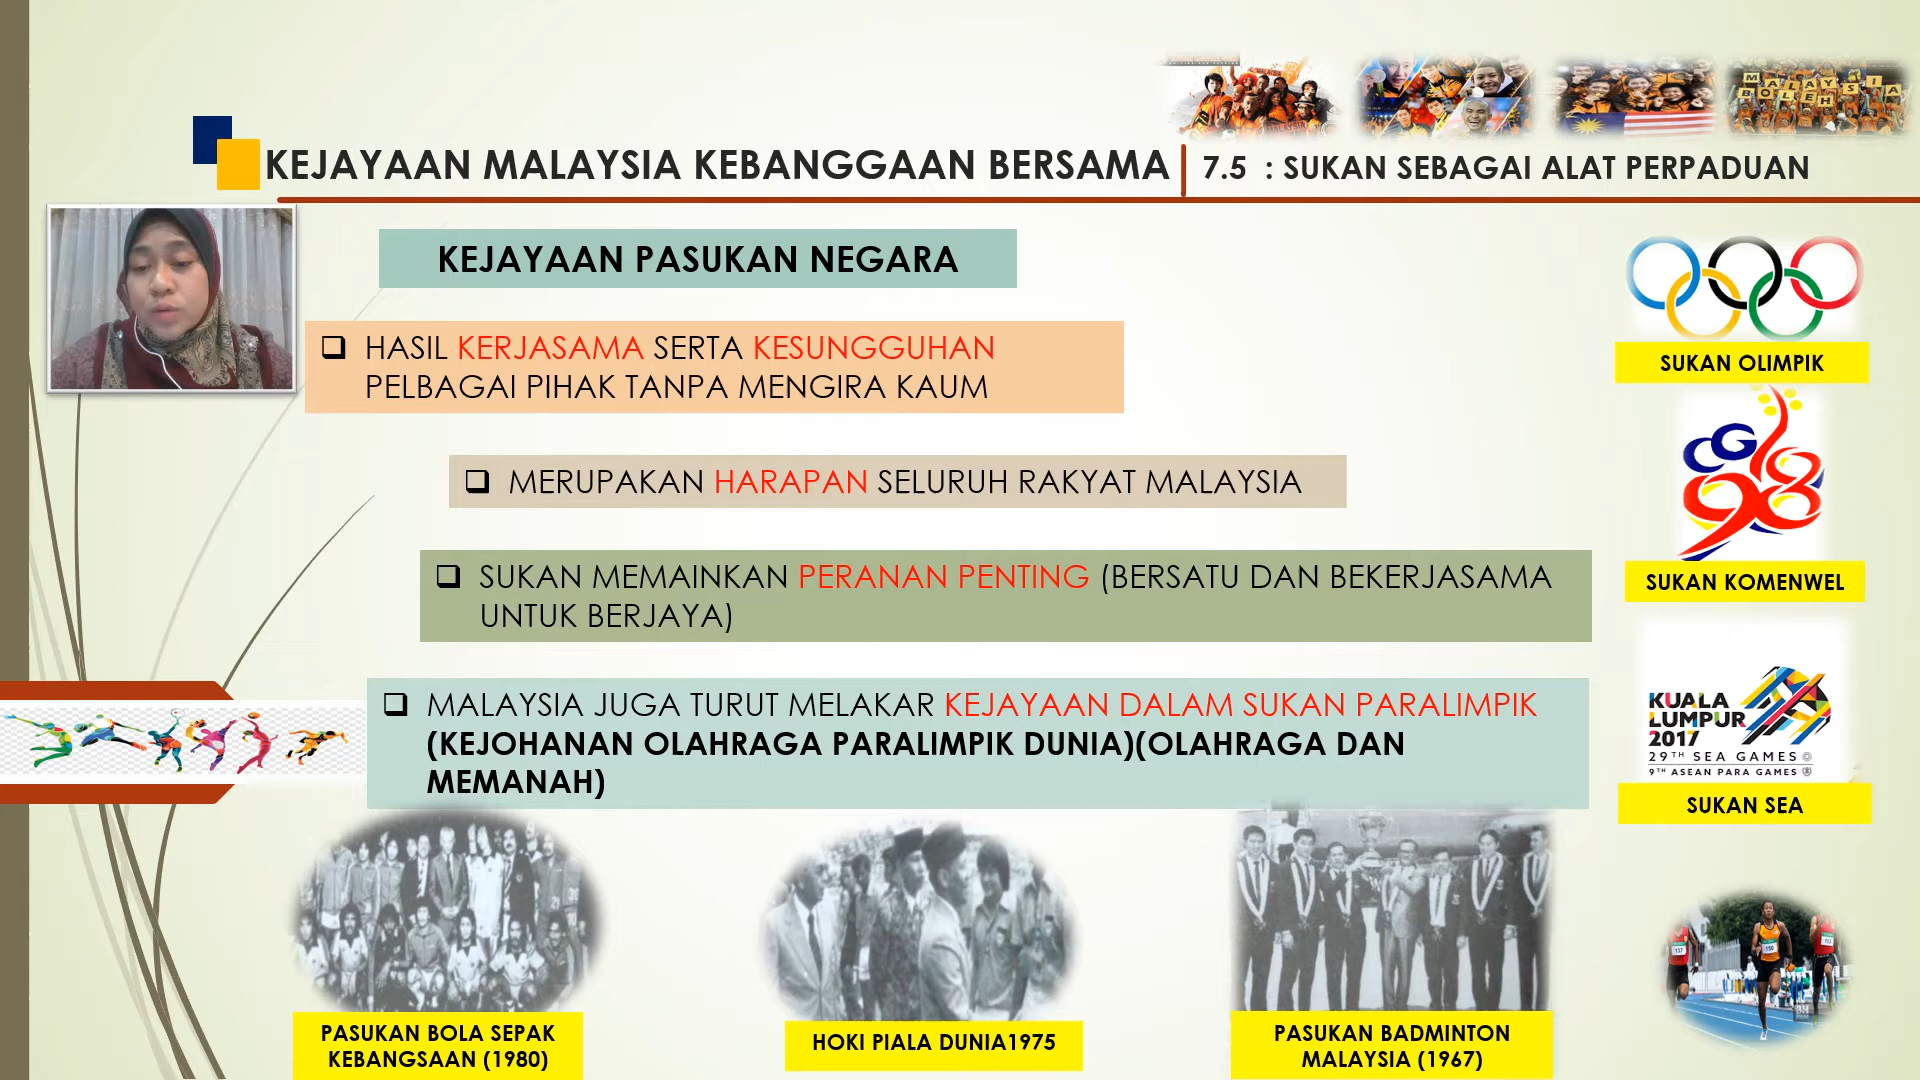 MALAYSIA
BOLEH
KEJAYAAN MALAYSIA KEBANGGAAN BERSAMA
7.5 : SUKAN SEBAGAI ALAT PERPADUAN
KEJAYAAN PASUKAN NEGARA
HASIL KERJASAMA SERTA KESUNGGUHAN
PELBAGAI PIHAK TANPA MENGIRA KAUM
MERUPAKAN HARAPAN SELURUH RAKYAT MALAYSIA
SUKAN MEMAINKAN PERANAN PENTING (BERSATU DAN BEKERJASAMA
UNTUK BERJAYA)
MALAYSIA JUGA TURUT MELAKAR KEJAYAAN DALAM SUKAN PARALIMPIK
(KEJOHANAN OLAHRAGA PARALIMPIK DUNIA)(OLAHRAGA DAN
MEMANAH)
SUKAN OLIMPIK
CG
98
SUKAN KOMENWEL
KUALA
LUMPUR
2017
29TH SEA GAMES
9TH ASEAN PARA GAMES
SUKAN SEA
PASUKAN BOLA SEPAK
KEBANGSAAN (1980)
HOKI PIALA DUNIA1975
PASUKAN BADMINTON
MALAYSIA (1967)